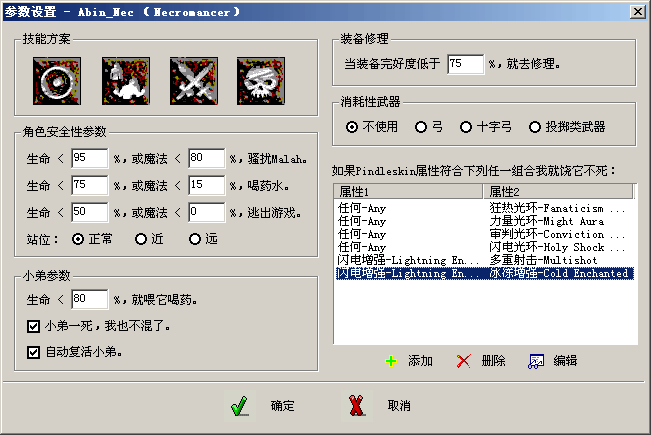 参数设置 - Abin_Nec (Necromancer)
技能方案
角色安全性参数
生命 < 95 %，或魔法 < 80 %，骚扰Malah。
生命 < 75 %，或魔法 < 15 %，喝药水。
生命 < 50 %，或魔法 < 0 %，逃出游戏。
站位： 正常 近 远
小弟参数
生命 < 80 %，就喂它喝药。
小弟一死，我也不混了。
自动复活小弟。
装备修理
当装备完好度低于 75 %，就去修理。
消耗性武器
不使用 弓 十字弓 投掷类武器
如果Pindleskin属性符合下列任一组合我就饶它不死：
属性1 属性2
任何-Any 狂热光环-Fanaticism ...
任何-Any 力量光环-Might Aura
任何-Any 审判光环-Conviction ...
任何-Any 闪电光环-Holy Shock ...
闪电增强-Lightning En... 多重射击-Multishot
闪电增强-Lightning En... 冰冻增强-Cold Enchanted
添加 删除 编辑
确定 取消